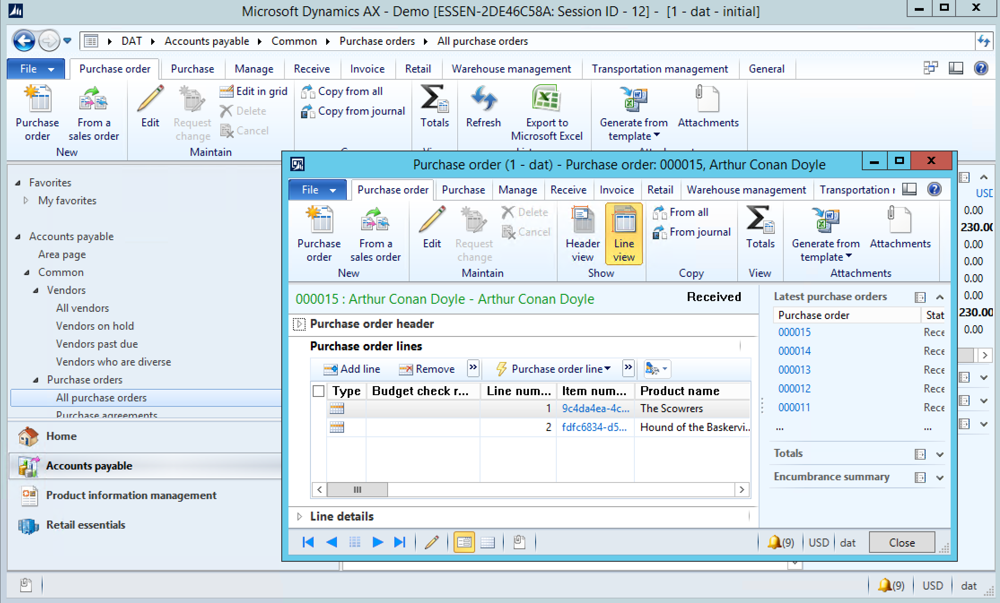 Microsoft Dynamics AX - Demo [ESSEN-2DE46C58A: Session ID - 12] - [1 - dat - initial]
DAT Accounts payable Common Purchase orders All purchase orders
File Purchase order Purchase Manage Receive Invoice Retail Warehouse management Transportation management General
Purchase order
From a sales order
New
Edit
Request change
Edit in grid
Delete
Cancel
Maintain
Copy from all
Copy from journal
Totals
Refresh
Export to Microsoft Excel
Generate from template
Attachments
Favorites
My favorites
Accounts payable
Area page
Common
Vendors
All vendors
Vendors on hold
Vendors past due
Vendors who are diverse
Purchase orders
All purchase orders
Purchase agreements
Home
Accounts payable
Product information management
Retail essentials
Purchase order (1 - dat) - Purchase order: 000015, Arthur Conan Doyle
File Purchase order Purchase Manage Receive Invoice Retail Warehouse management Transportation
Purchase order
From a sales order
New
Edit
Request change
Delete
Cancel
Maintain
Header view
Line view
Show
From all
From journal
Copy
Totals
View
Generate from template
Attachments
Attachments
000015 : Arthur Conan Doyle - Arthur Conan Doyle
Received
Purchase order header
Purchase order lines
Add line Remove » Purchase order line »
Type Budget check r... Line num... Item num... Product name
1 9c4da4ea-4c... The Scowrers
2 fdfc6834-d5... Hound of the Baskervi..
Line details
Latest purchase orders
Purchase order Stat
000015 Rece
000014 Rece
000013 Rece
000012 Rece
000011 Rece
... ...
Totals
Encumbrance summary
(9) USD dat Close
USD
0.00
230.00
0.00
0.00
0.00
0.00
230.00
0.00
(9) USD dat